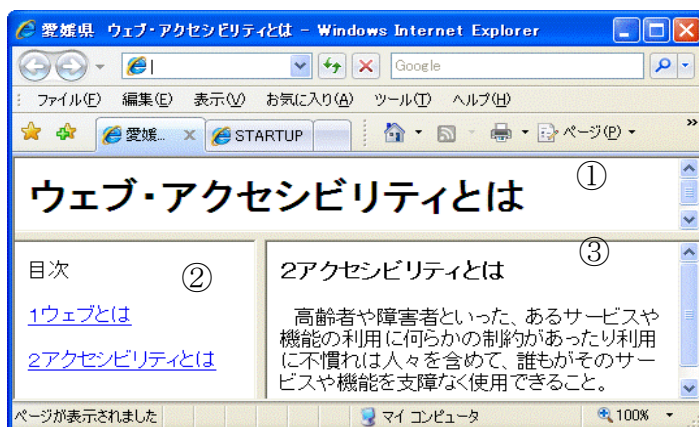 愛媛県 ウェブ・アクセシビリティとは - Windows Internet Explorer
Google
ファイル(F) 編集(E) 表示(V) お気に入り(A) ツール(T) ヘルプ(H)
愛媛... × STARTUP ページ(P) »
ウェブ・アクセシビリティとは ①
目次 ②
1ウェブとは
2アクセシビリティとは
2アクセシビリティとは ③
高齢者や障害者といった、あるサービスや
機能の利用に何らかの制約があったり利用
に不慣れは人々を含めて、誰もがそのサー
ビスや機能を支障なく使用できること。
ページが表示されました マイ コンピュータ 100%